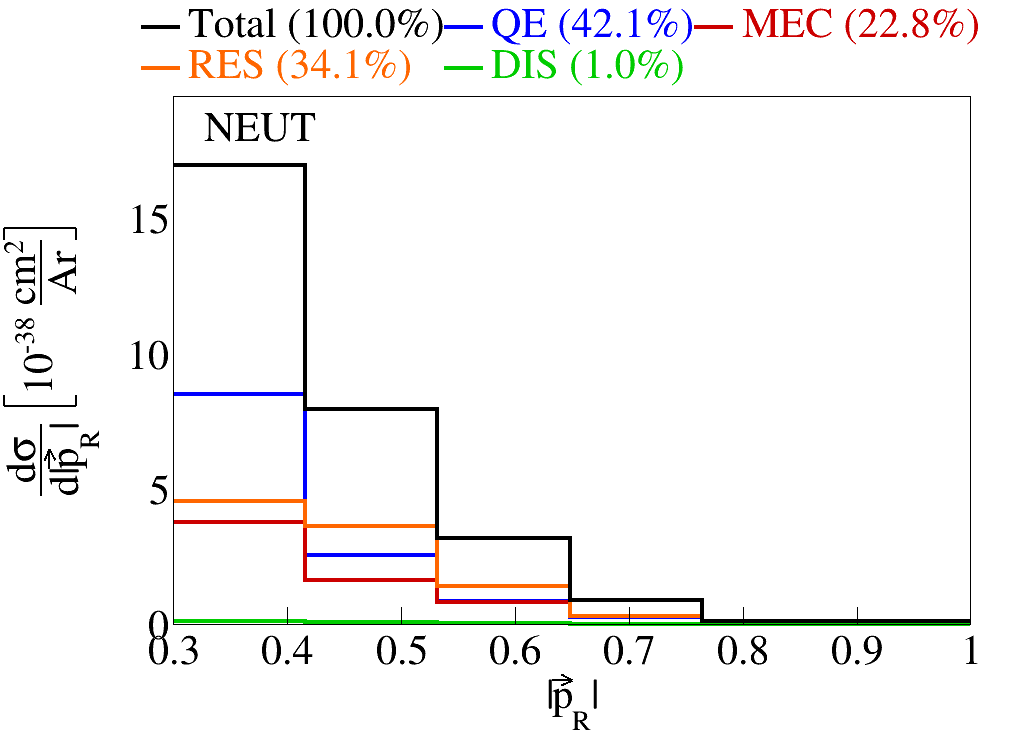 Total (100.0%) QE (42.1%) MEC (22.8%)
RES (34.1%) DIS (1.0%)
NEUT
15
10
5
0
0.3 0.4 0.5 0.6 0.7 0.8 0.9 1
|p⃗_R|
dσ/d|p⃗_R| [10^-38 cm^2/Ar]